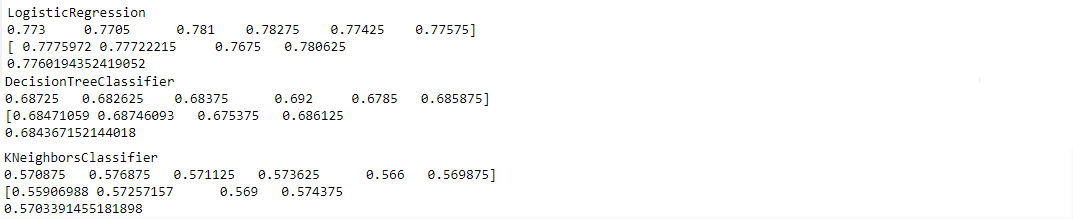 LogisticRegression
0.773 0.7705 0.781 0.78275 0.77425 0.77575]
[ 0.7775972 0.77722215 0.7675 0.780625
0.7760194352419052
DecisionTreeClassifier
0.68725 0.682625 0.68375 0.692 0.6785 0.685875]
[0.68471059 0.68746093 0.675375 0.686125
0.684367152144018
KNeighborsClassifier
0.570875 0.576875 0.571125 0.573625 0.566 0.569875]
[0.55906988 0.57257157 0.569 0.574375
0.5703391455181898